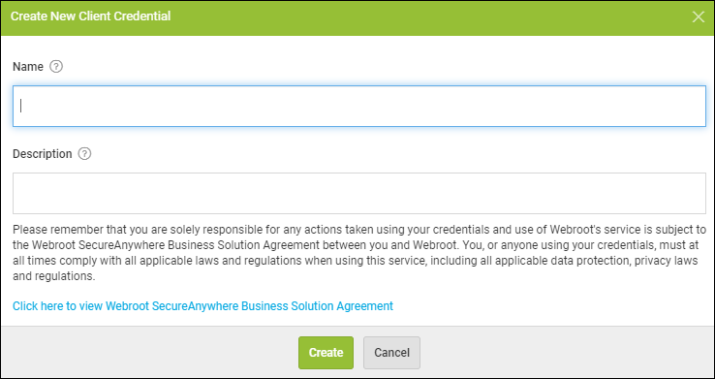 Create New Client Credential
Name
Description
Please remember that you are solely responsible for any actions taken using your credentials and use of Webroot's service is subject to
the Webroot SecureAnywhere Business Solution Agreement between you and Webroot. You, or anyone using your credentials, must at
all times comply with all applicable laws and regulations when using this service, including all applicable data protection, privacy laws
and regulations.
Click here to view Webroot SecureAnywhere Business Solution Agreement
Create Cancel